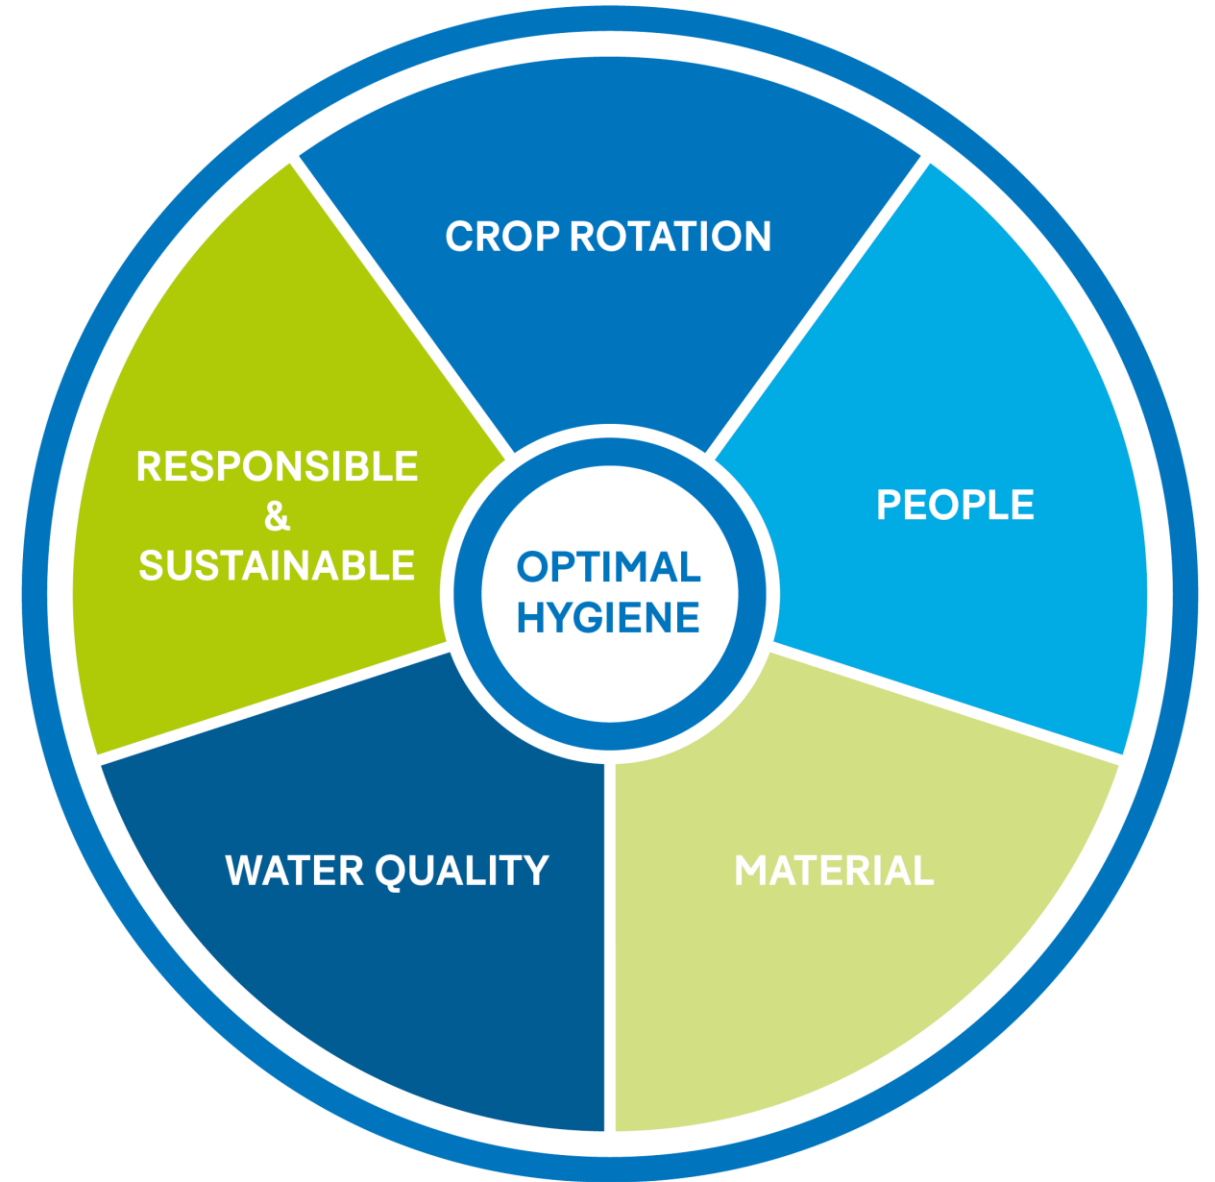 CROP ROTATION
PEOPLE
MATERIAL
WATER QUALITY
RESPONSIBLE
&
SUSTAINABLE
OPTIMAL
HYGIENE